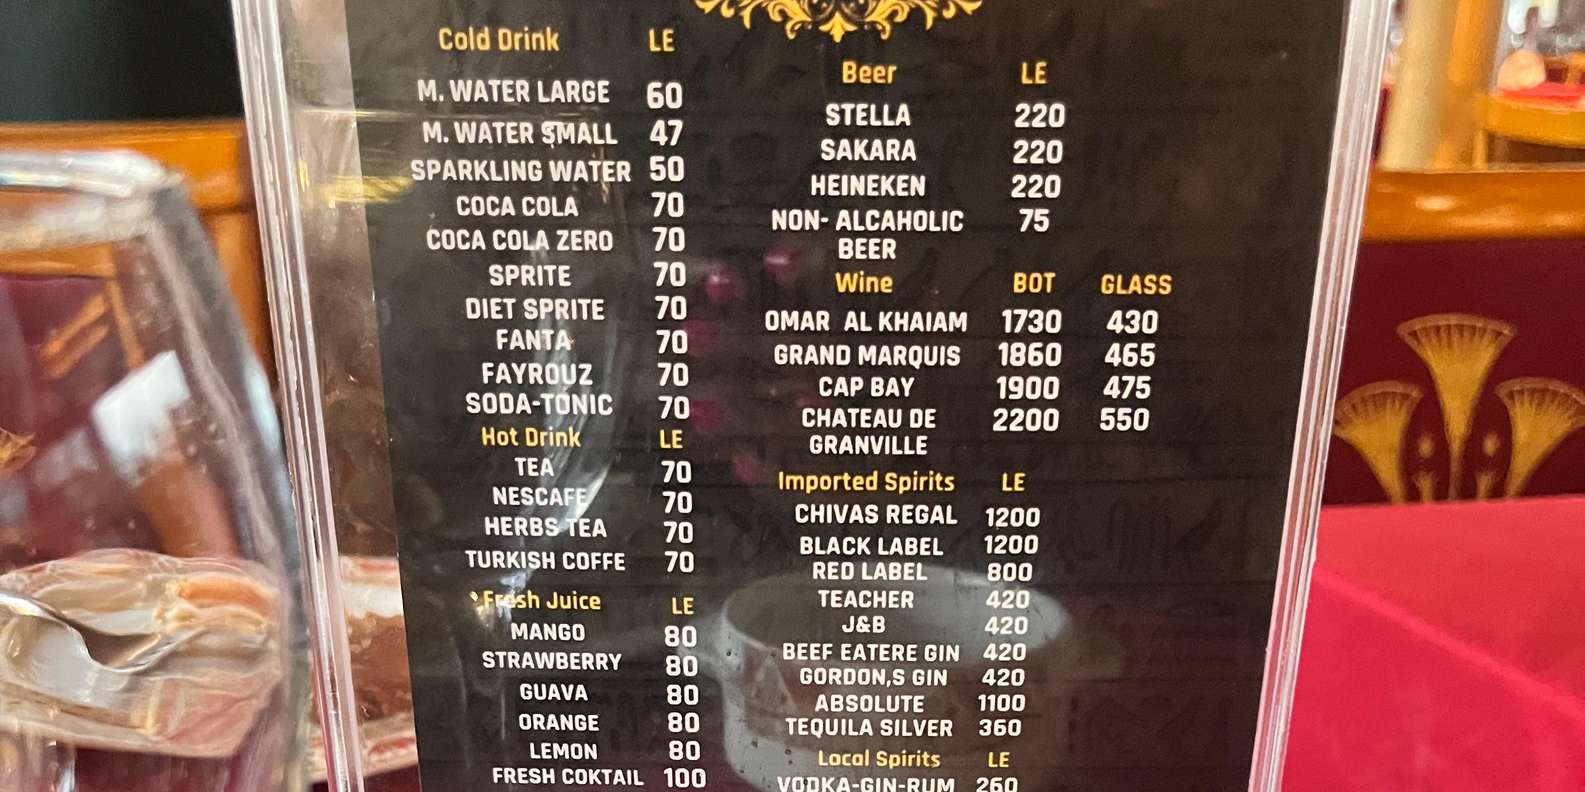 Cold Drink LE
M. WATER LARGE 60
M. WATER SMALL 47
SPARKLING WATER 50
COCA COLA 70
COCA COLA ZERO 70
SPRITE 70
DIET SPRITE 70
FANTA 70
FAYROUZ 70
SODA-TONIC 70
Hot Drink LE
TEA 70
NESCAFE 70
HERBS TEA 70
TURKISH COFFE 70
Fresh Juice LE
MANGO 80
STRAWBERRY 80
GUAVA 80
ORANGE 80
LEMON 80
FRESH COKTAIL 100
Beer LE
STELLA 220
SAKARA 220
HEINEKEN 220
NON- ALCAHOLIC 75
BEER
Wine BOT GLASS
OMAR AL KHAIAM 1730 430
GRAND MARQUIS 1860 465
CAP BAY 1900 475
CHATEAU DE 2200 550
GRANVILLE
Imported Spirits LE
CHIVAS REGAL 1200
BLACK LABEL 1200
RED LABEL 800
TEACHER 420
J&B 420
BEEF EATERE GIN 420
GORDON,S GIN 420
ABSOLUTE 1100
TEQUILA SILVER 360
Local Spirits LE
VODKA-GIN-RUM 260